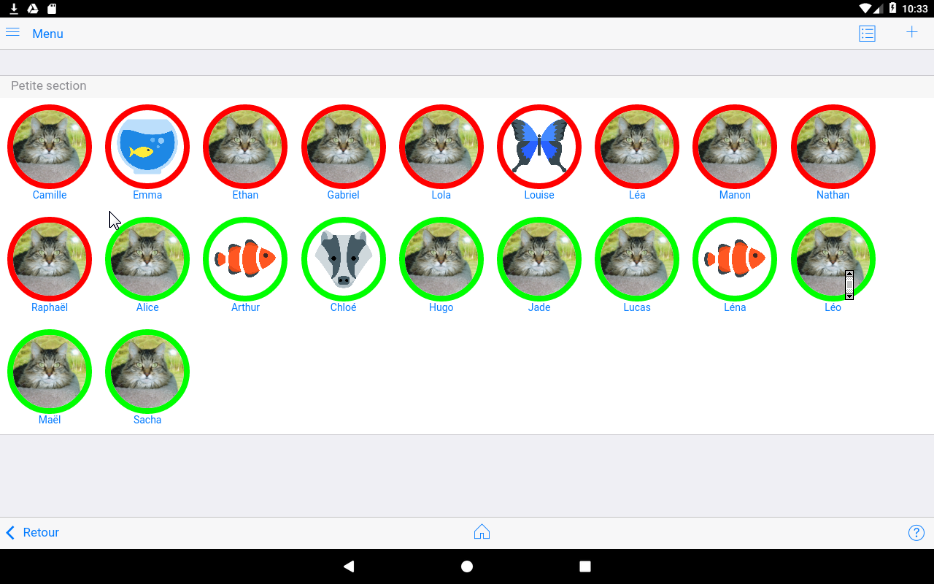 10:33
Menu
Petite section
Camille Emma Ethan Gabriel Lola Louise Léa Manon Nathan
Raphaël Alice Arthur Chloé Hugo Jade Lucas Léna Léo
Maël Sacha
Retour ?